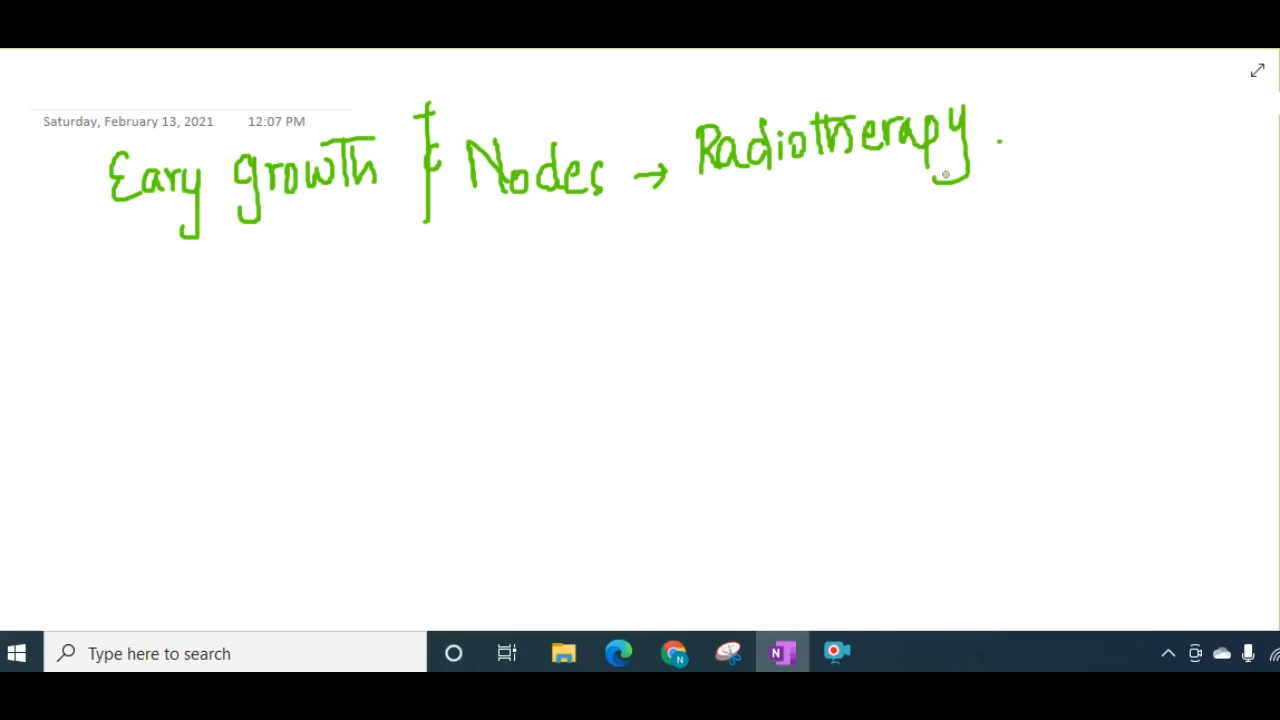 Saturday, February 13, 2021 12:07 PM
Eary growth & Nodes → Radiotherapy.
Type here to search
N
N